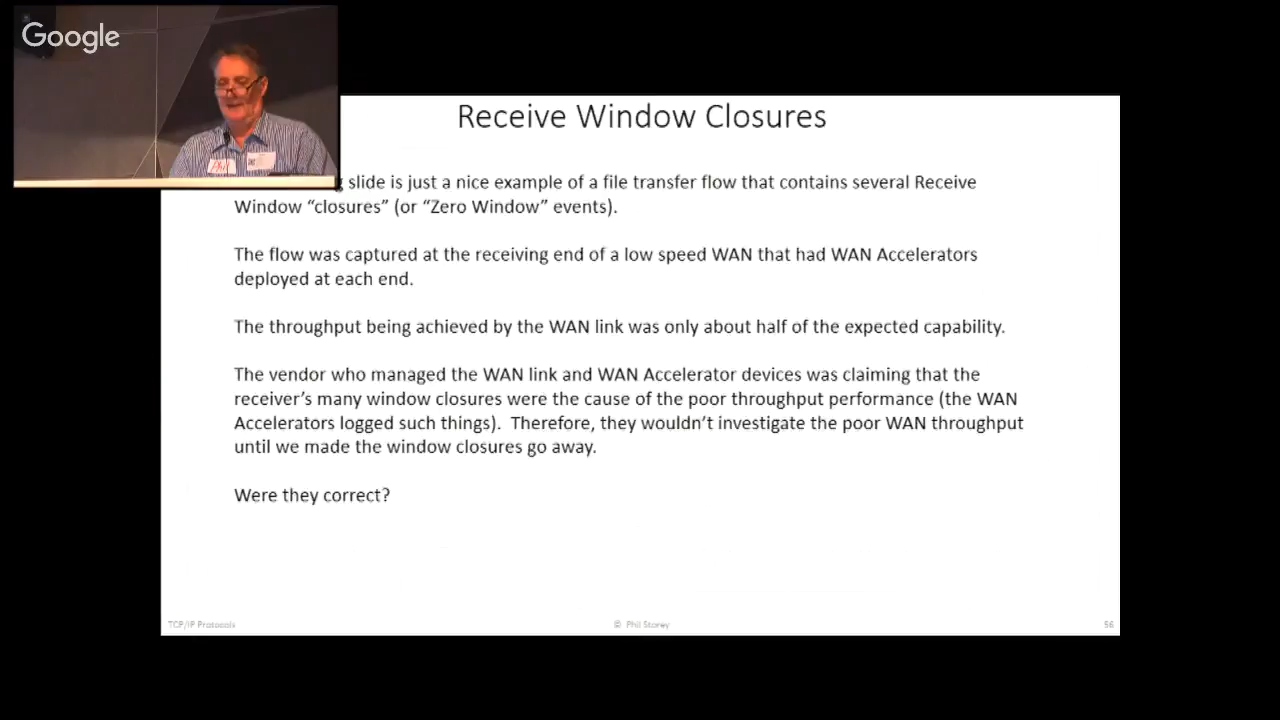 Google
Phil
Receive Window Closures
slide is just a nice example of a file transfer flow that contains several Receive
Window “closures” (or “Zero Window” events).
The flow was captured at the receiving end of a low speed WAN that had WAN Accelerators
deployed at each end.
The throughput being achieved by the WAN link was only about half of the expected capability.
The vendor who managed the WAN link and WAN Accelerator devices was claiming that the
receiver’s many window closures were the cause of the poor throughput performance (the WAN
Accelerators logged such things).  Therefore, they wouldn’t investigate the poor WAN throughput
until we made the window closures go away.
Were they correct?
TCP/IP Protocols
© Phil Storey
56